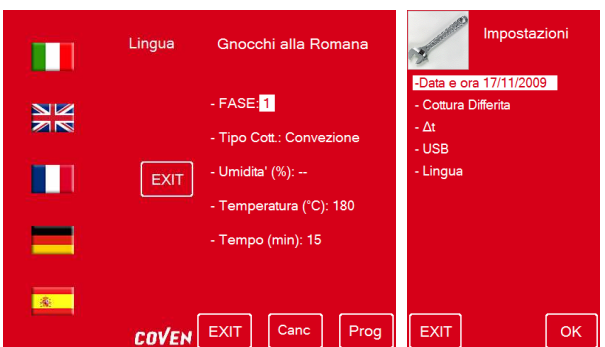 Lingua
EXIT
COVEN
Gnocchi alla Romana
- FASE: 1
- Tipo Cott.: Convezione
- Umidita' (%): --
- Temperatura (°C): 180
- Tempo (min): 15
EXIT
Canc
Prog
Impostazioni
-Data e ora 17/11/2009
- Cottura Differita
- Δt
- USB
- Lingua
EXIT
OK